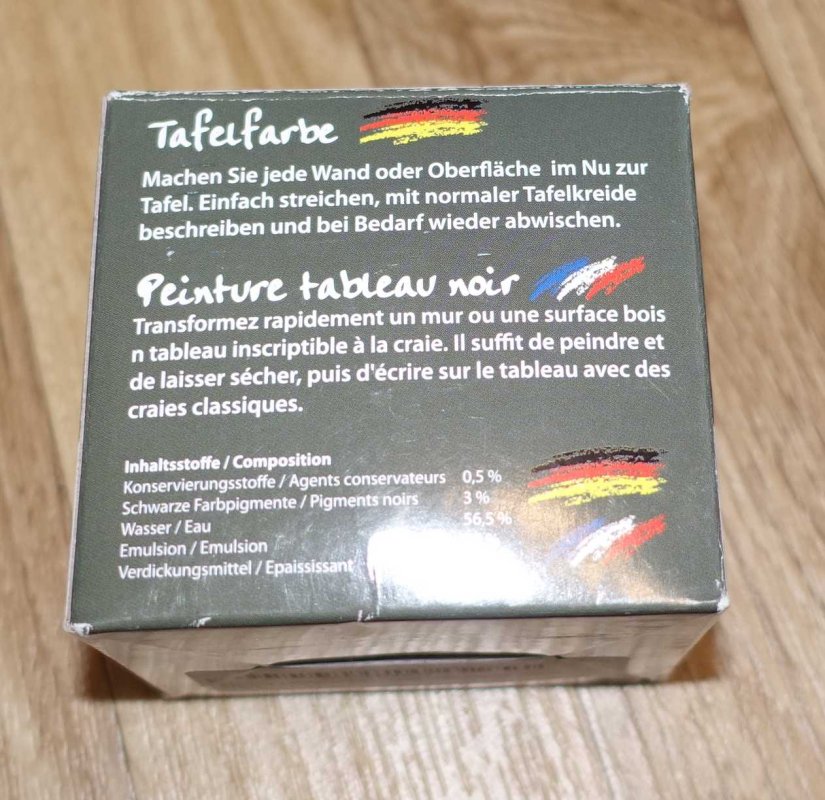 Tafelfarbe
Machen Sie jede Wand oder Oberfläche im Nu zur
Tafel. Einfach streichen, mit normaler Tafelkreide
beschreiben und bei Bedarf wieder abwischen.
Peinture tableau noir
Transformez rapidement un mur ou une surface bois
n tableau inscriptible à la craie. Il suffit de peindre et
de laisser sécher, puis d'écrire sur le tableau avec des
craies classiques.
Inhaltsstoffe / Composition
Konservierungsstoffe / Agents conservateurs 0,5 %
Schwarze Farbpigmente / Pigments noirs 3 %
Wasser / Eau 56,5 %
Emulsion / Emulsion
Verdickungsmittel / Epaississant